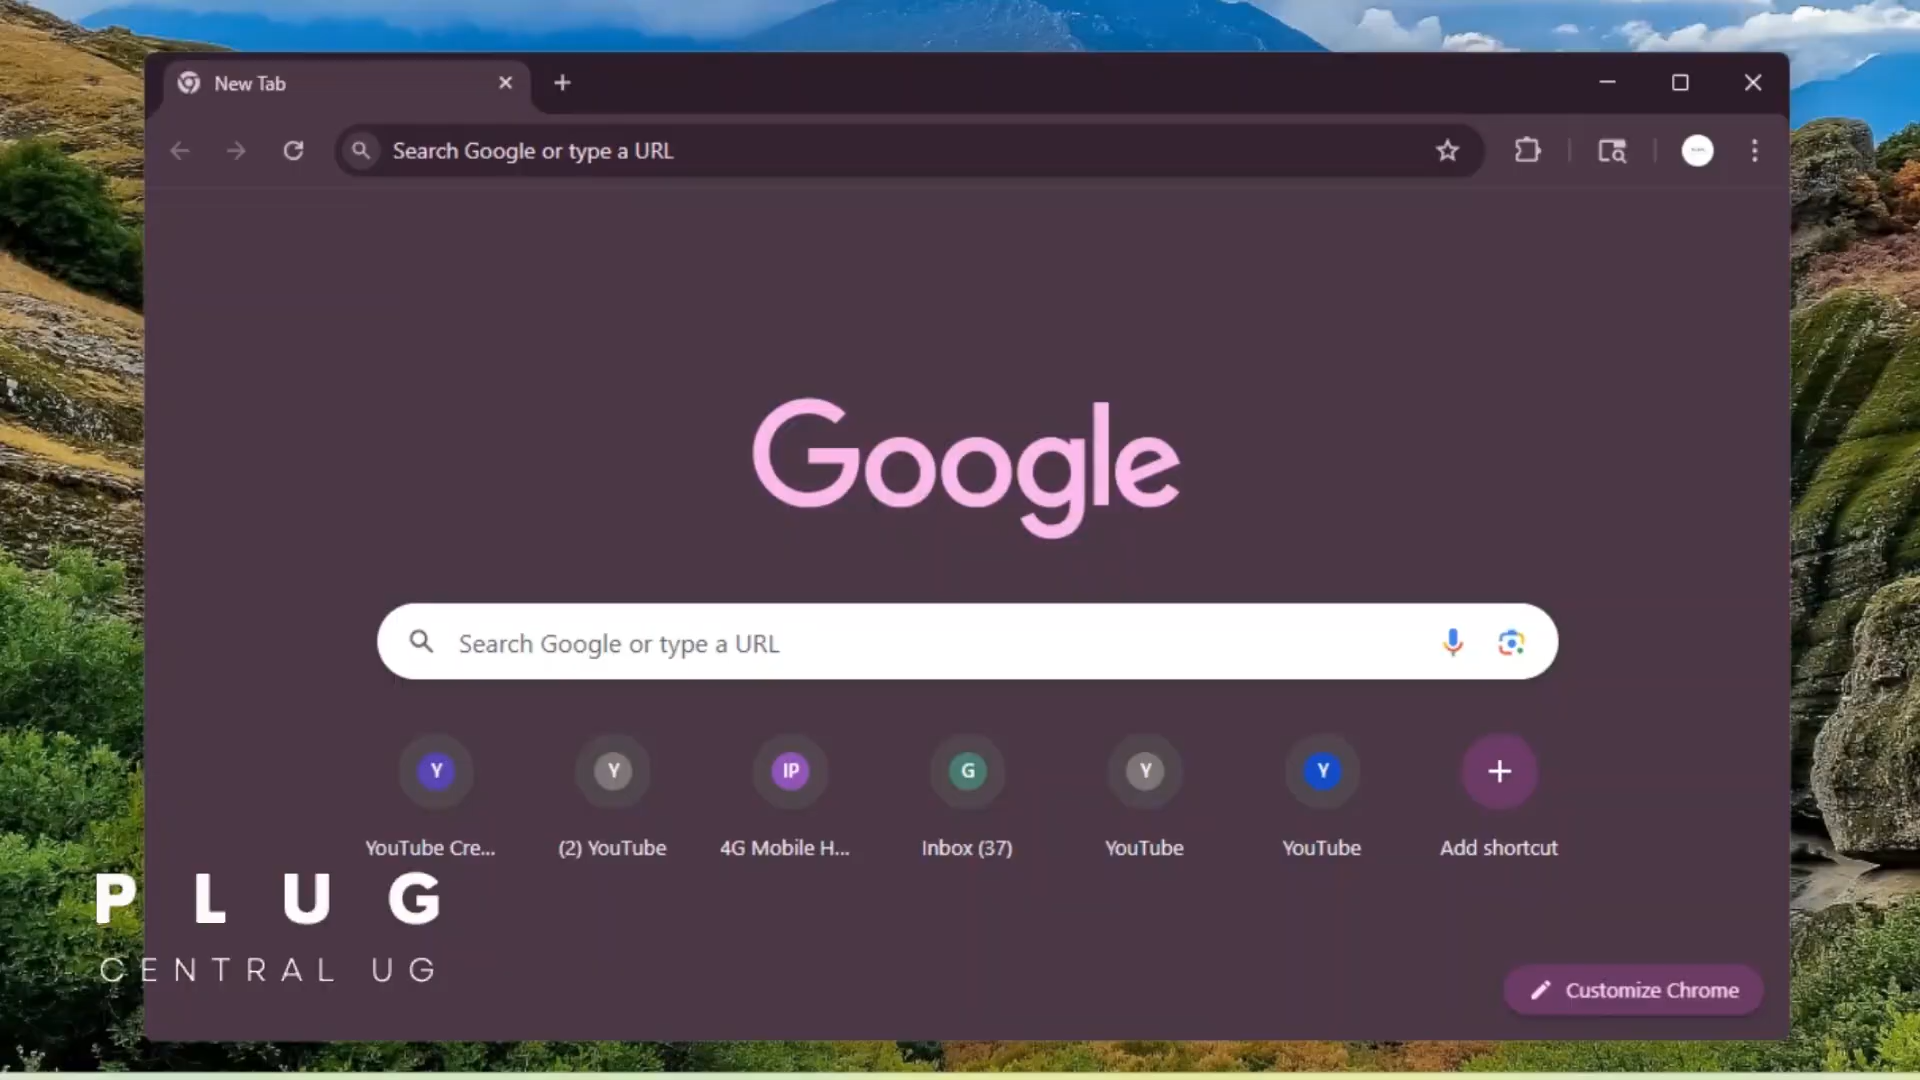 New Tab
Search Google or type a URL
Google
Search Google or type a URL
Y
Y
IP
G
Y
Y
YouTube Cre...
(2) YouTube
4G Mobile H...
Inbox (37)
YouTube
YouTube
Add shortcut
PLUG
CENTRAL UG
Customize Chrome